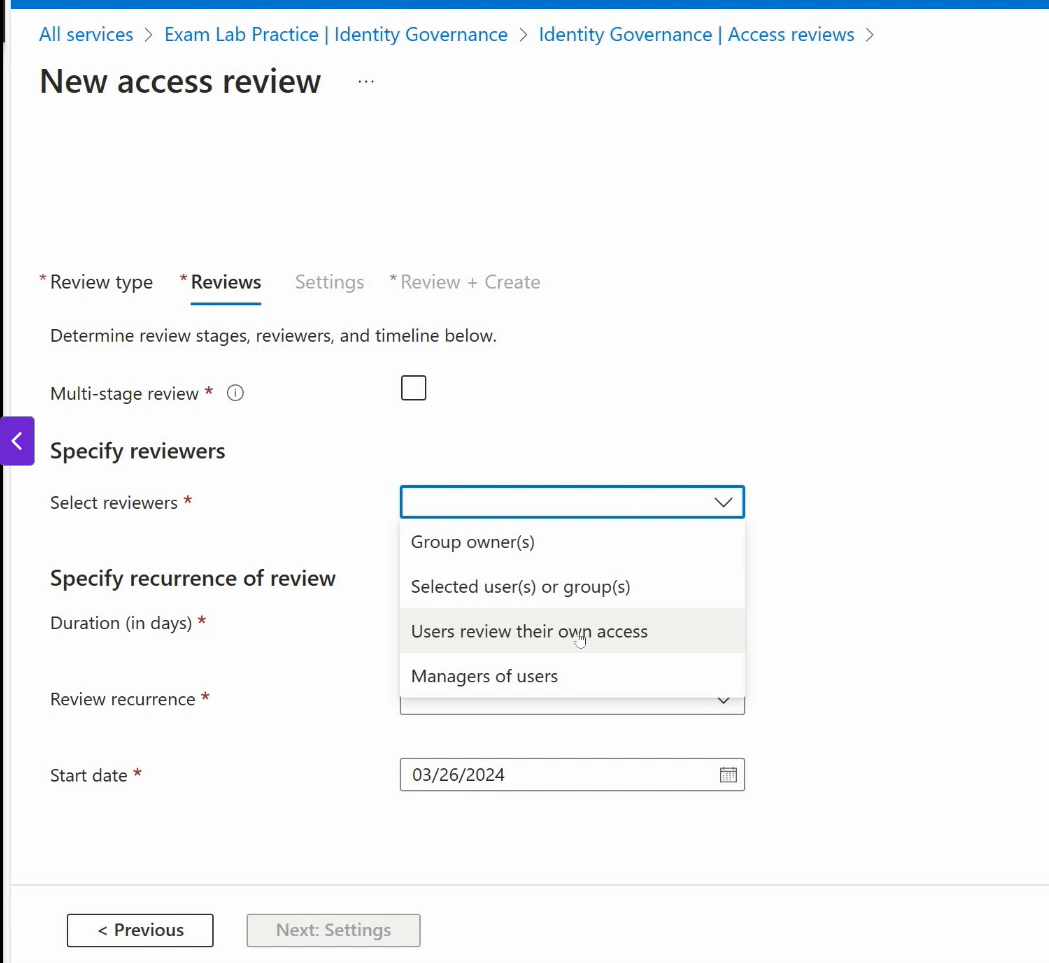 All services > Exam Lab Practice | Identity Governance > Identity Governance | Access reviews >
New access review ...
* Review type * Reviews Settings * Review + Create
Determine review stages, reviewers, and timeline below.
Multi-stage review *
Specify reviewers
Select reviewers *
Group owner(s)
Selected user(s) or group(s)
Users review their own access
Managers of users
Specify recurrence of review
Duration (in days) *
Review recurrence *
Start date * 03/26/2024
< Previous Next: Settings